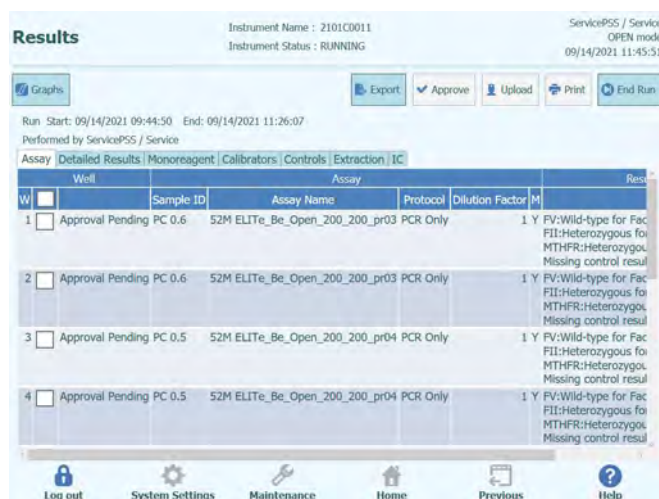 Results
Instrument Name : 2101C0011
Instrument Status : RUNNING
ServicePSS / Service
OPEN mode
09/14/2021 11:45:51
Graphs
Export
Approve
Upload
Print
End Run
Run Start: 09/14/2021 09:44:50 End: 09/14/2021 11:26:07
Performed by ServicePSS / Service
Assay Detailed Results Monoreagent Calibrators Controls Extraction IC
Well Assay Resu
W Sample ID Assay Name Protocol Dilution Factor M
1 Approval Pending PC 0.6 52M ELITe_Be_Open_200_200_pr03 PCR Only 1 Y FV:Wild-type for Fac
FII:Heterozygous for
MTHFR:Heterozygou
Missing control resul
2 Approval Pending PC 0.6 52M ELITe_Be_Open_200_200_pr03 PCR Only 1 Y FV:Wild-type for Fac
FII:Heterozygous for
MTHFR:Heterozygou
Missing control resul
3 Approval Pending PC 0.5 52M ELITe_Be_Open_200_200_pr04 PCR Only 1 Y FV:Wild-type for Fac
FII:Heterozygous for
MTHFR:Heterozygou
Missing control resul
4 Approval Pending PC 0.5 52M ELITe_Be_Open_200_200_pr04 PCR Only 1 Y FV:Wild-type for Fac
FII:Heterozygous for
MTHFR:Heterozygou
Missing control resul
Log out
System Settings
Maintenance
Home
Previous
Help